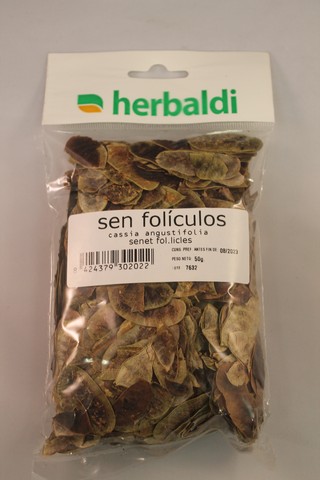 herbaldi
sen folículos
cassia angustifolia
senet fol.licles
CONS. PREF. ANTES FIN DE 08/2013
PESO NETO: 50g
LOTE 7632
8 424379 302022